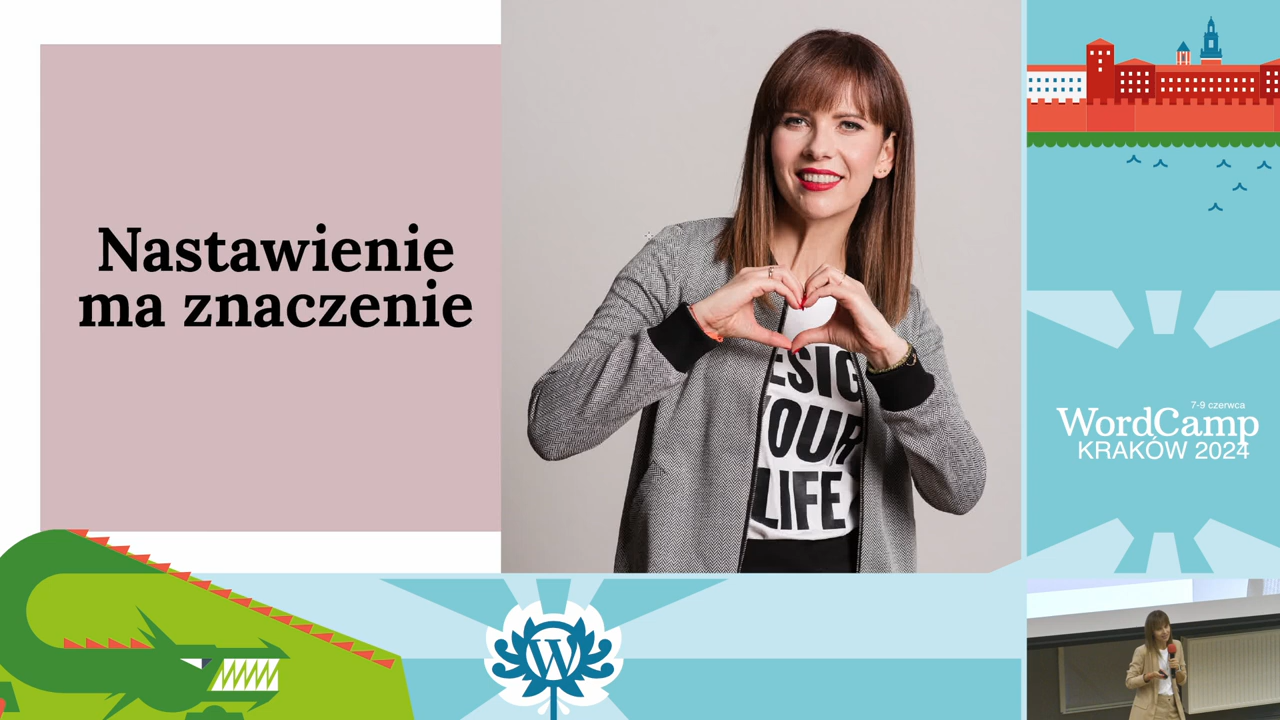 Nastawienie
ma znaczenie
ESIG
YOUR
LIFE
7-9 czerwca
WordCamp
KRAKÓW 2024
W